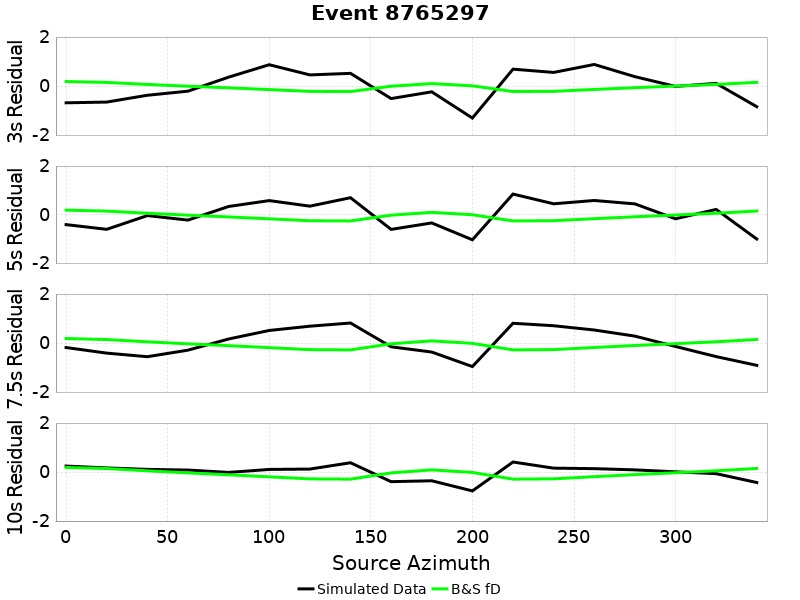 Event 8765297
3s Residual
2
0
-2
5s Residual
2
0
-2
7.5s Residual
2
0
-2
10s Residual
2
0
-2
0 50 100 150 200 250 300
Source Azimuth
Simulated Data B&S fD